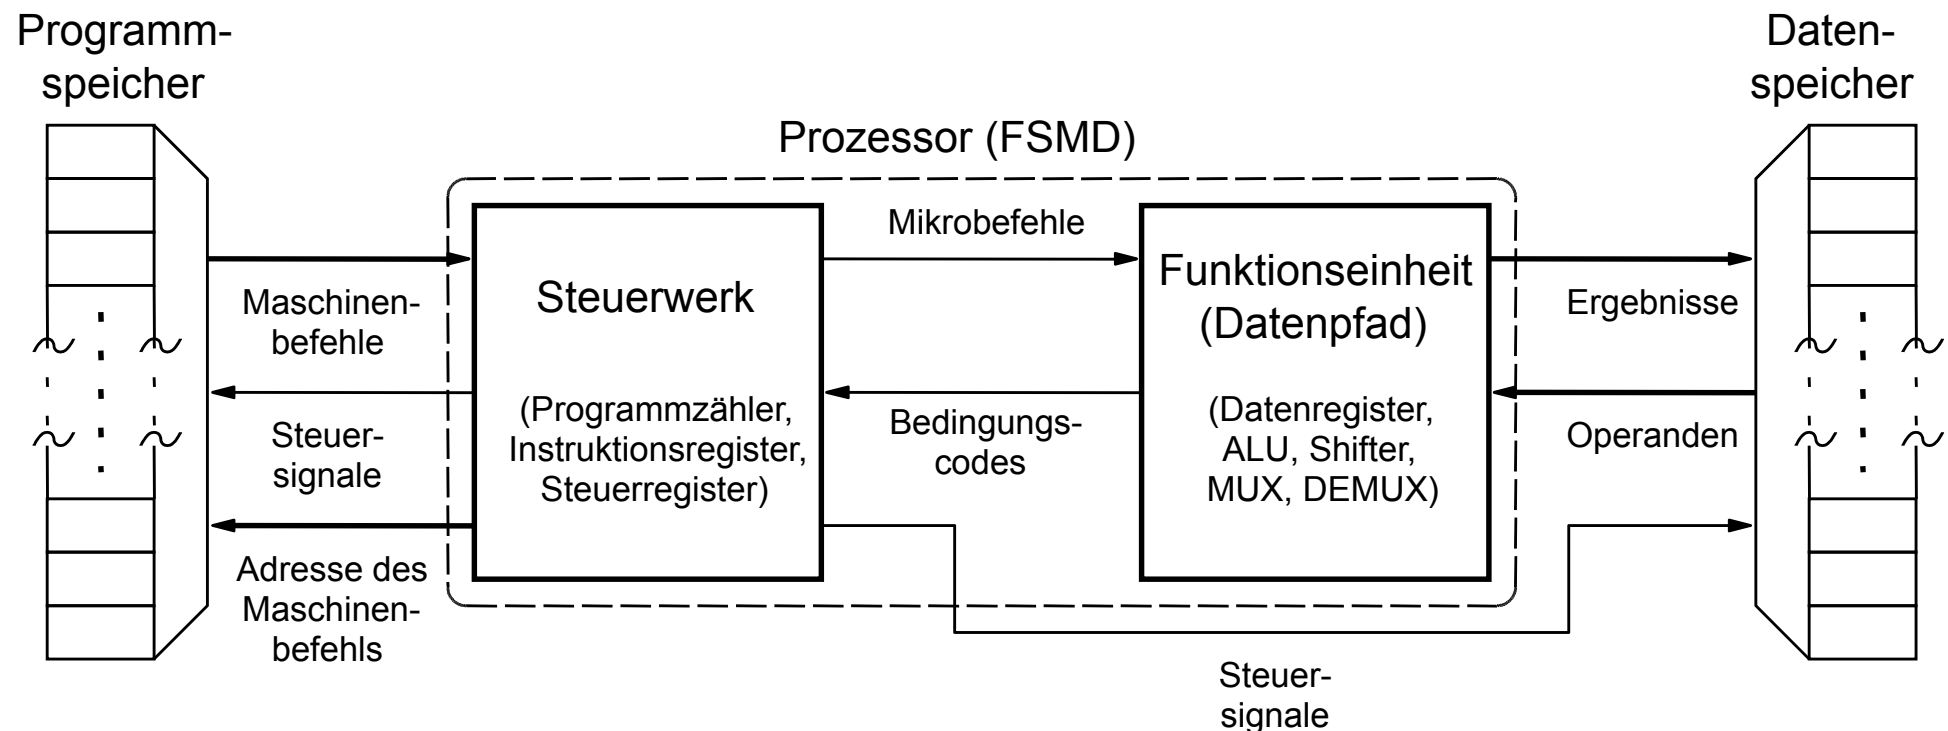 Programm-
speicher
Daten-
speicher
Prozessor (FSMD)
Maschinen-
befehle
Steuer-
signale
Adresse des
Maschinen-
befehls
Steuerwerk
(Programmzähler,
Instruktionsregister,
Steuerregister)
Mikrobefehle
Bedingungs-
codes
Funktionseinheit
(Datenpfad)
(Datenregister,
ALU, Shifter,
MUX, DEMUX)
Ergebnisse
Operanden
Steuer-
signale